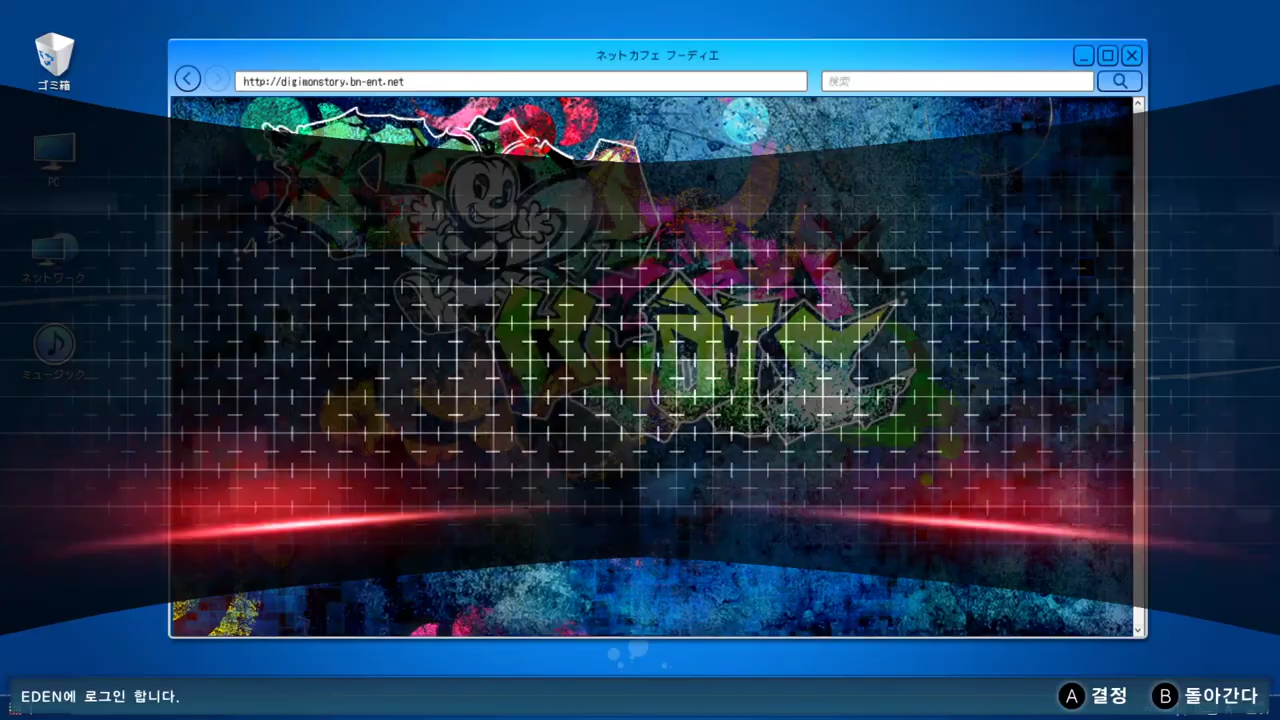 ネットカフェ フーディエ
http://digimonstory.bn-ent.net
検索
ゴミ箱
PC
ネットワーク
ミュージック
HUDIE
EDEN에 로그인 합니다.
A 결정
B 돌아간다